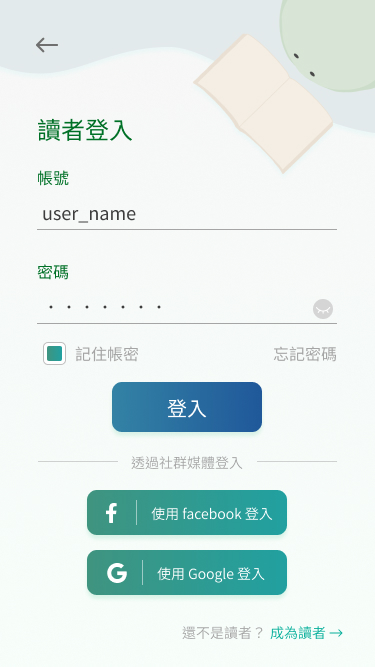 讀者登入
帳號
user_name
密碼
•••••••
記住帳密
忘記密碼
登入
透過社群媒體登入
使用 facebook 登入
使用 Google 登入
還不是讀者？ 成為讀者 →